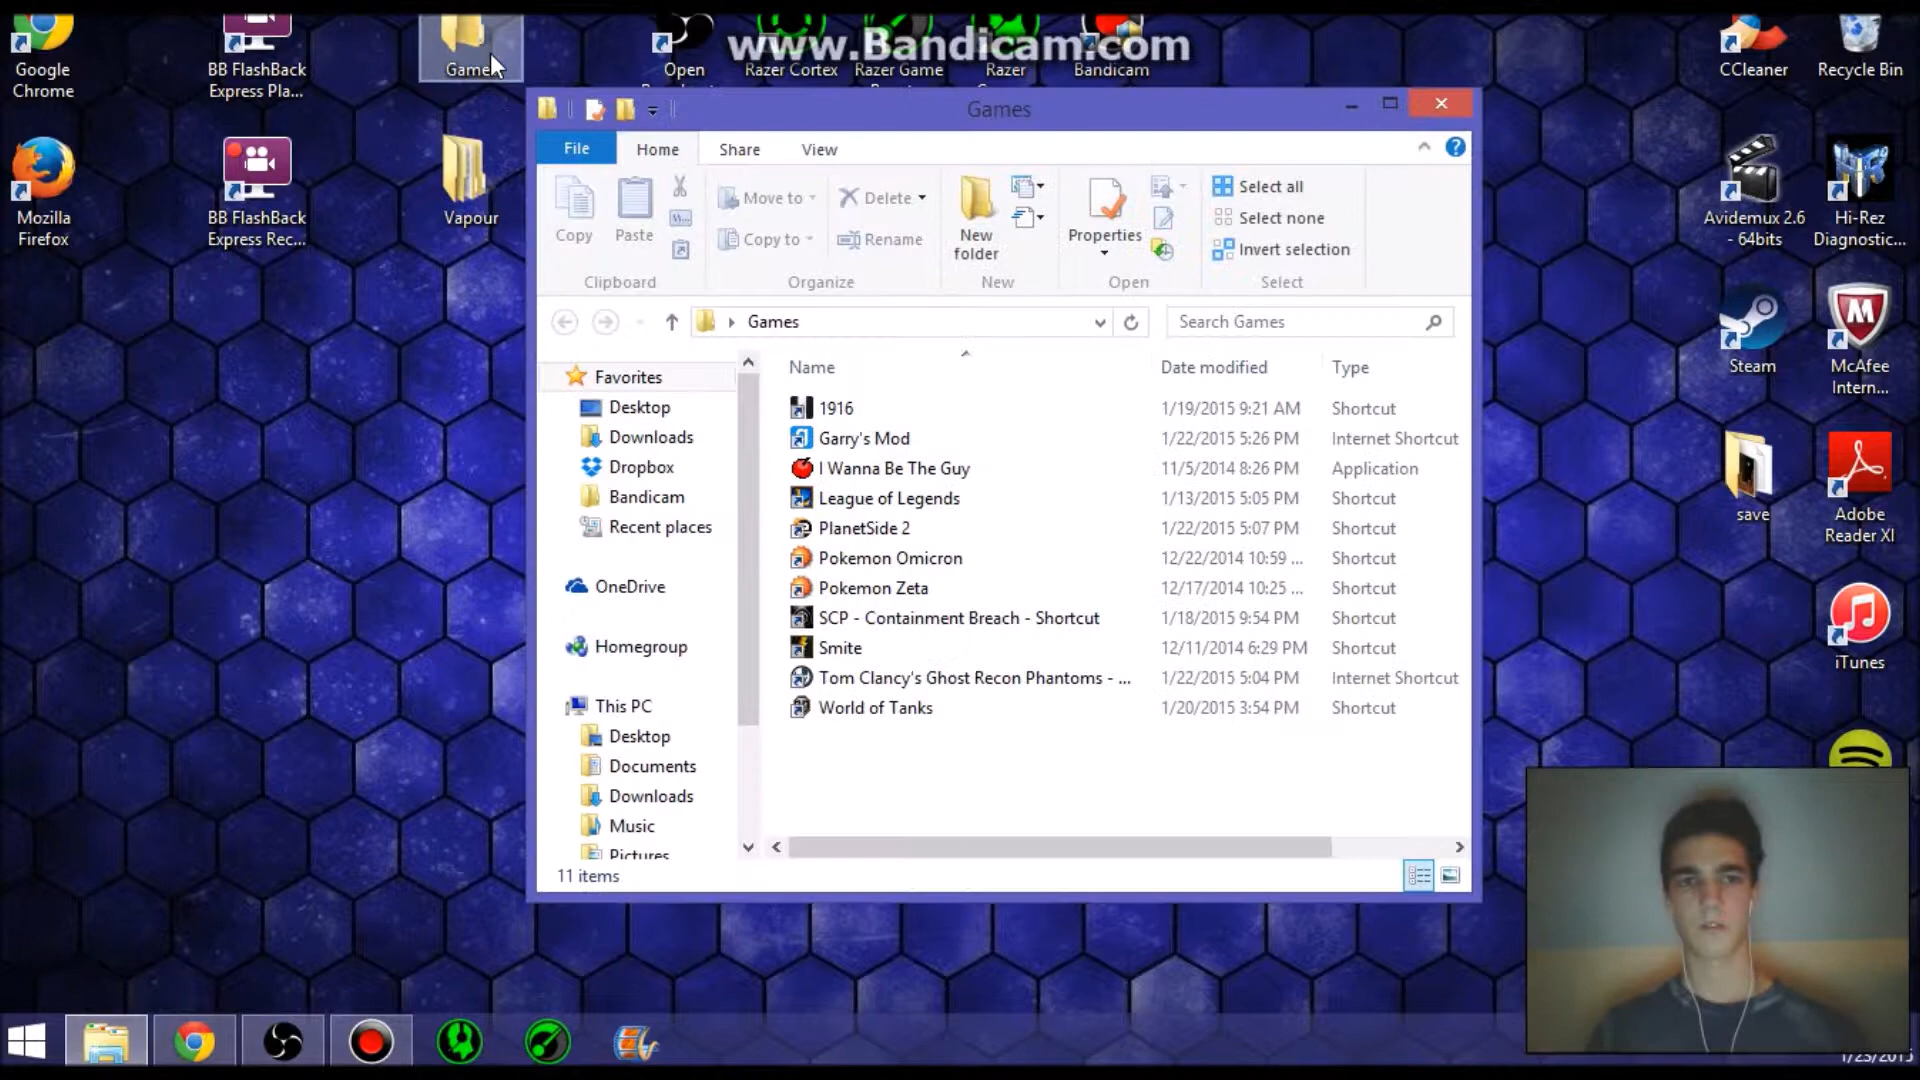 www.Bandicam.com
Google
Chrome
BB FlashBack
Express Pla...
Game
Open
Razer Cortex
Razer Game
Razer
Bandicam
CCleaner
Recycle Bin
Mozilla
Firefox
BB FlashBack
Express Rec...
Vapour
Avidemux 2.6
- 64bits
Hi-Rez
Diagnostic...
Steam
McAfee
Intern...
save
Adobe
Reader XI
iTunes
Games
File
Home
Share
View
Copy
Paste
Move to
Copy to
Delete
Rename
New
folder
Properties
Select all
Select none
Invert selection
Clipboard
Organize
New
Open
Select
Games
Search Games
Favorites
Desktop
Downloads
Dropbox
Bandicam
Recent places
OneDrive
Homegroup
This PC
Desktop
Documents
Downloads
Music
Pictures
Name Date modified Type
1916 1/19/2015 9:21 AM Shortcut
Garry's Mod 1/22/2015 5:26 PM Internet Shortcut
I Wanna Be The Guy 11/5/2014 8:26 PM Application
League of Legends 1/13/2015 5:05 PM Shortcut
PlanetSide 2 1/22/2015 5:07 PM Shortcut
Pokemon Omicron 12/22/2014 10:59 ... Shortcut
Pokemon Zeta 12/17/2014 10:25 ... Shortcut
SCP - Containment Breach - Shortcut 1/18/2015 9:54 PM Shortcut
Smite 12/11/2014 6:29 PM Shortcut
Tom Clancy's Ghost Recon Phantoms - ... 1/22/2015 5:04 PM Internet Shortcut
World of Tanks 1/20/2015 3:54 PM Shortcut
11 items
1/23/2015